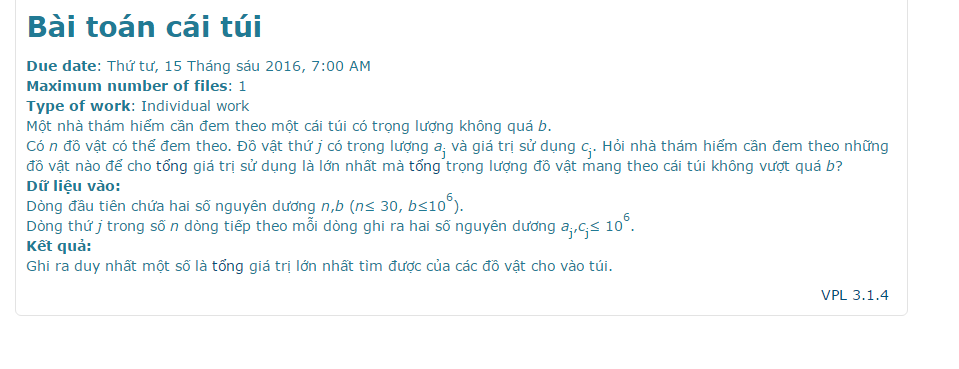 Bài toán cái túi
Due date: Thứ tư, 15 Tháng sáu 2016, 7:00 AM
Maximum number of files: 1
Type of work: Individual work
Một nhà thám hiểm cần đem theo một cái túi có trọng lượng không quá b.
Có n đồ vật có thể đem theo. Đồ vật thứ j có trọng lượng aj và giá trị sử dụng cj. Hỏi nhà thám hiểm cần đem theo những
đồ vật nào để cho tổng giá trị sử dụng là lớn nhất mà tổng trọng lượng đồ vật mang theo cái túi không vượt quá b?
Dữ liệu vào:
Dòng đầu tiên chứa hai số nguyên dương n,b (n≤ 30, b≤10⁶).
Dòng thứ j trong số n dòng tiếp theo mỗi dòng ghi ra hai số nguyên dương aj,cj≤ 10⁶.
Kết quả:
Ghi ra duy nhất một số là tổng giá trị lớn nhất tìm được của các đồ vật cho vào túi.
VPL 3.1.4